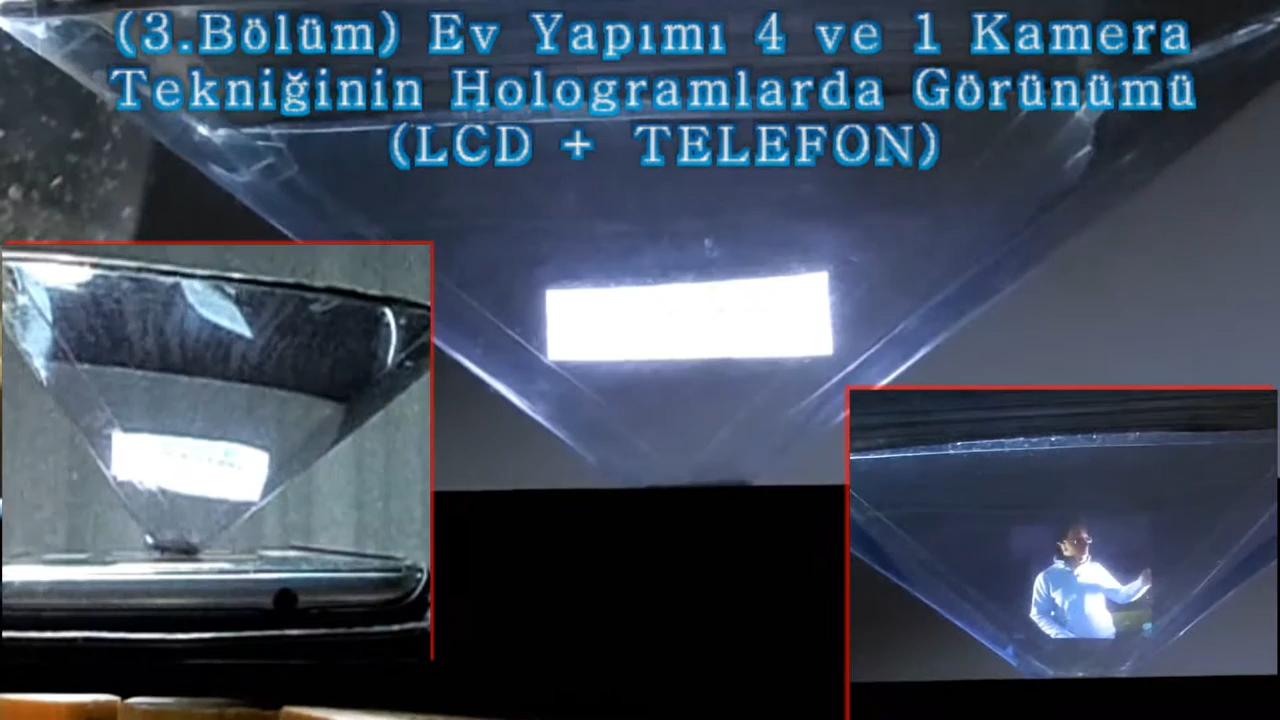 (3.Bölüm) Ev Yapımı 4 ve 1 Kamera
Tekniğinin Hologramlarda Görünümü
(LCD + TELEFON)